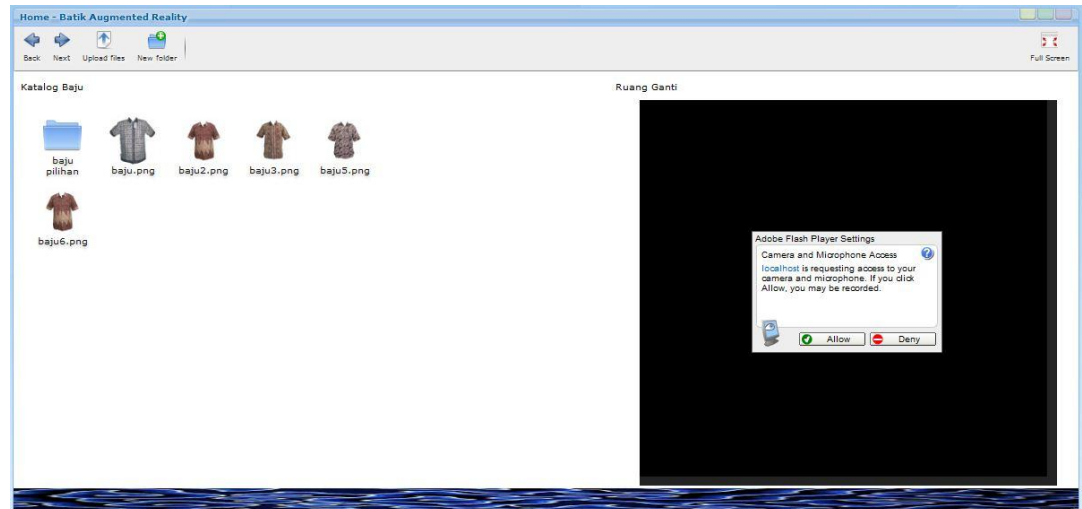 Home - Batik Augmented Reality
Back Next Upload files New folder
Full Screen
Katalog Baju
Ruang Ganti
baju
pilihan
baju.png
baju2.png
baju3.png
baju5.png
baju6.png
Adobe Flash Player Settings
Camera and Microphone Access
localhost is requesting access to your
camera and microphone. If you click
Allow, you may be recorded.
Allow
Deny